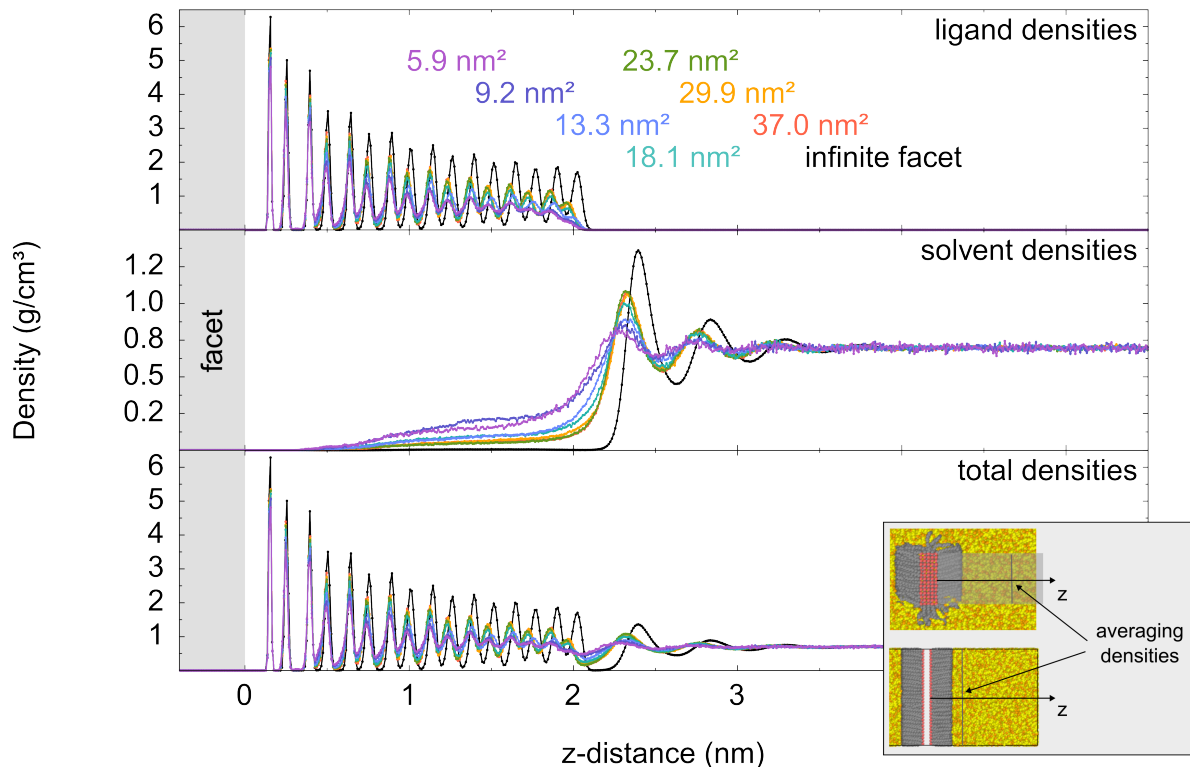 ligand densities
6
5
4
3
2
1
5.9 nm²
23.7 nm²
9.2 nm²
29.9 nm²
13.3 nm²
37.0 nm²
18.1 nm²
infinite facet
solvent densities
1.2
1.0
0.8
0.5
0.2
facet
Density (g/cm³)
total densities
6
5
4
3
2
1
z
averaging
densities
z
0
1
2
3
z-distance (nm)